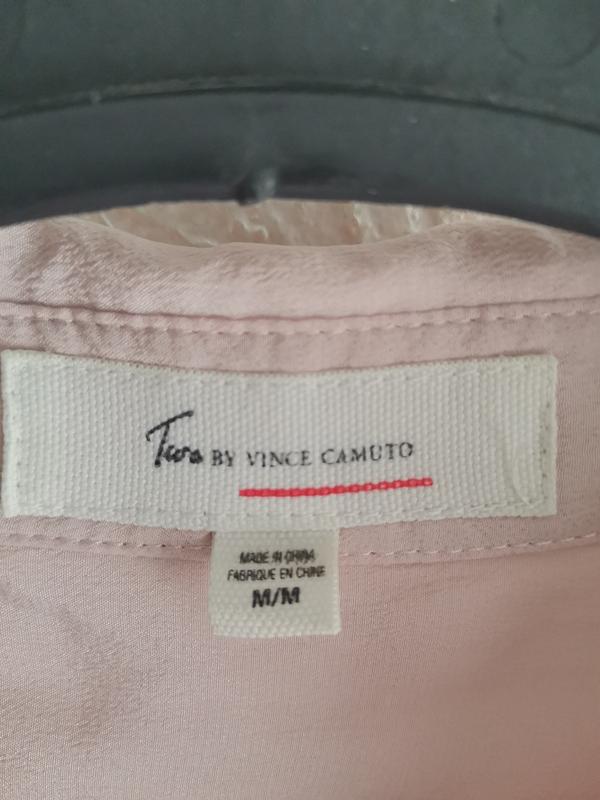 Two BY VINCE CAMUTO
MADE IN CHINA
FABRIQUE EN CHINE
M/M